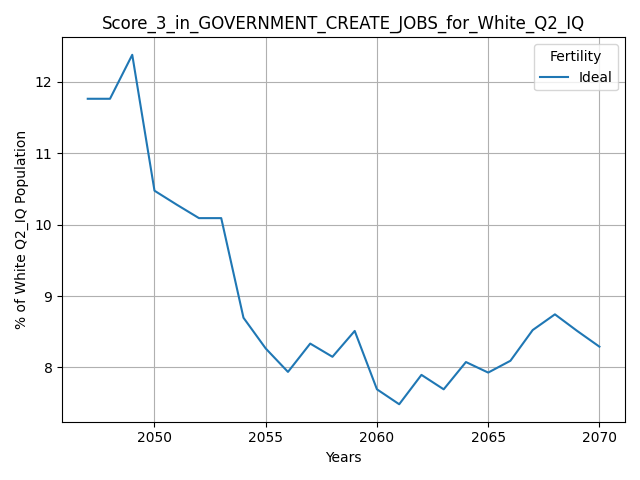 Score_3_in_GOVERNMENT_CREATE_JOBS_for_White_Q2_IQ
Fertility
Ideal
12
11
10
9
8
% of White Q2_IQ Population
2050 2055 2060 2065 2070
Years